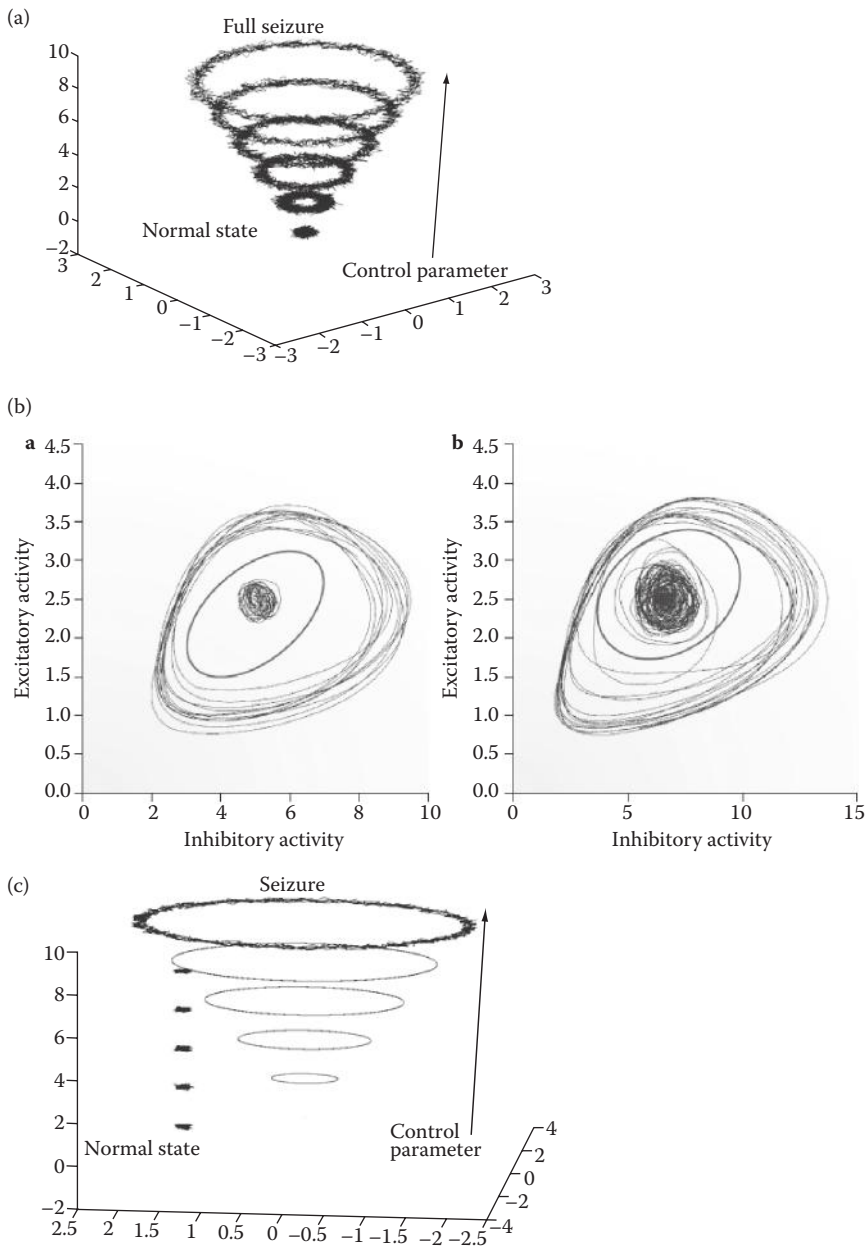 (a)
Full seizure
10
8
6
4
2
0
−2
Normal state
Control parameter
3
2
1
0
−1
−2
−3
−3
−2
−1
0
1
2
3
(b)
a
4.5
4.0
3.5
3.0
2.5
2.0
1.5
1.0
0.5
0.0
Excitatory activity
0 2 4 6 8 10
Inhibitory activity
b
4.5
4.0
3.5
3.0
2.5
2.0
1.5
1.0
0.5
0.0
Excitatory activity
0 5 10 15
Inhibitory activity
(c)
Seizure
10
8
6
4
2
0
−2
Normal state
Control
parameter
4
2
0
−2
−4
2.5 2 1.5 1 0.5 0 −0.5 −1 −1.5 −2 −2.5